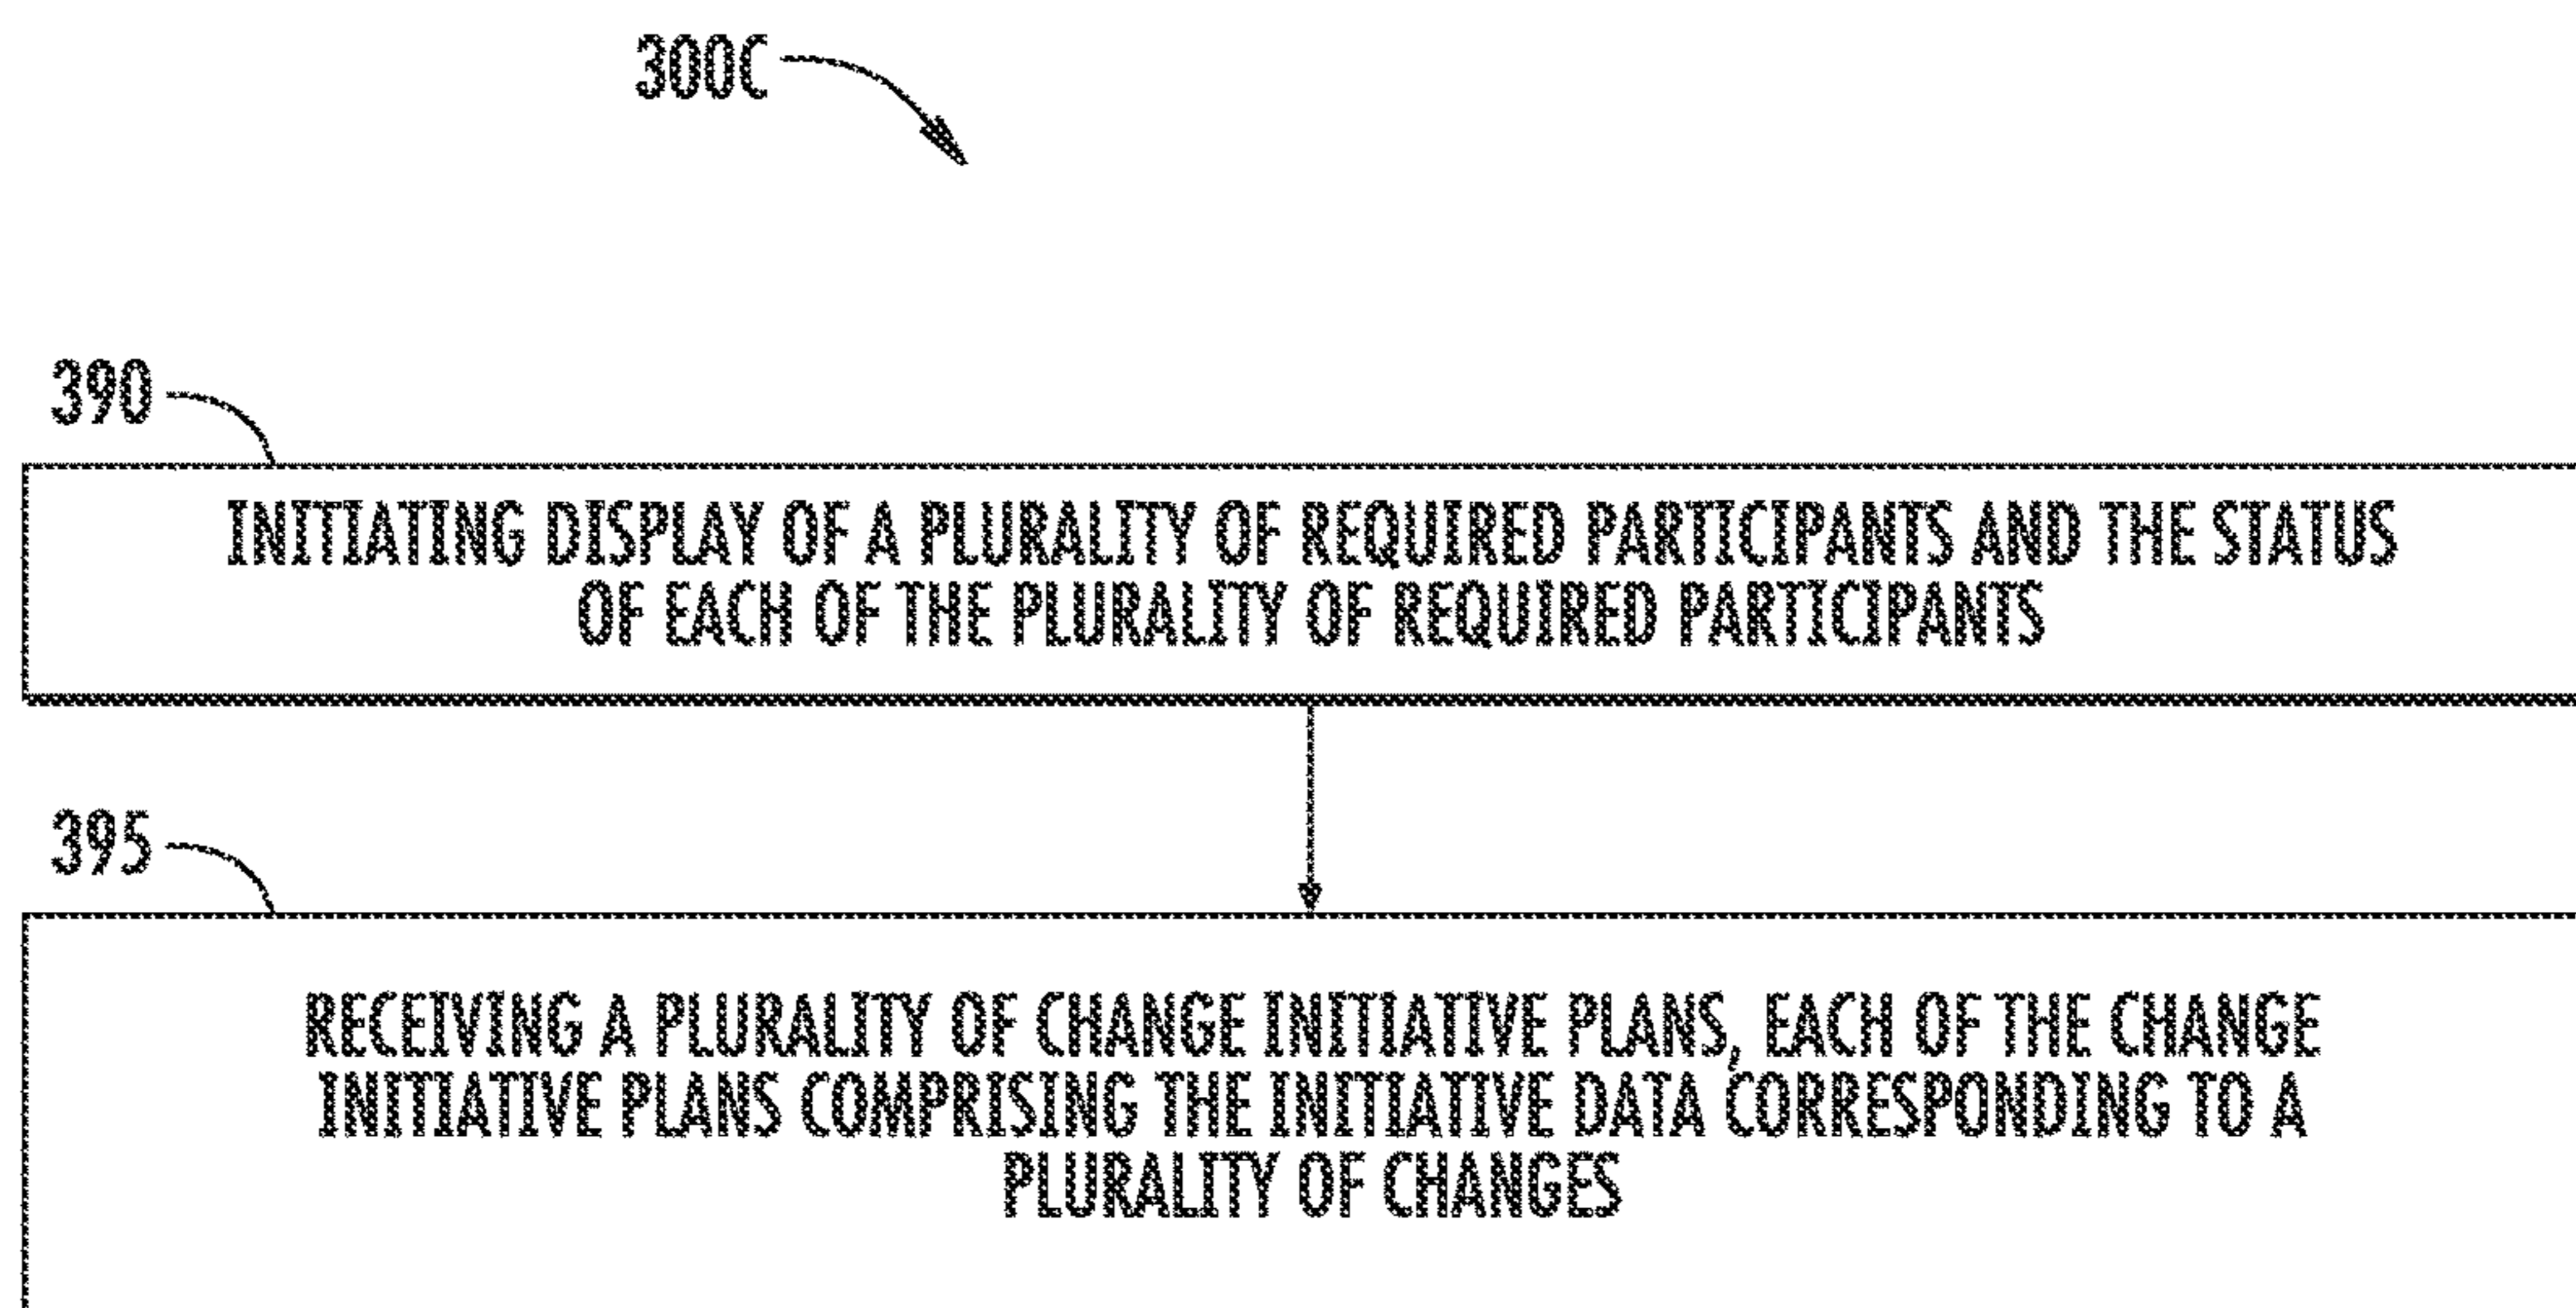 300C
390
INITIATING DISPLAY OF A PLURALITY OF REQUIRED PARTICIPANTS AND THE STATUS
OF EACH OF THE PLURALITY OF REQUIRED PARTICIPANTS
395
RECEIVING A PLURALITY OF CHANGE INITIATIVE PLANS, EACH OF THE CHANGE
INITIATIVE PLANS COMPRISING THE INITIATIVE DATA CORRESPONDING TO A
PLURALITY OF CHANGES